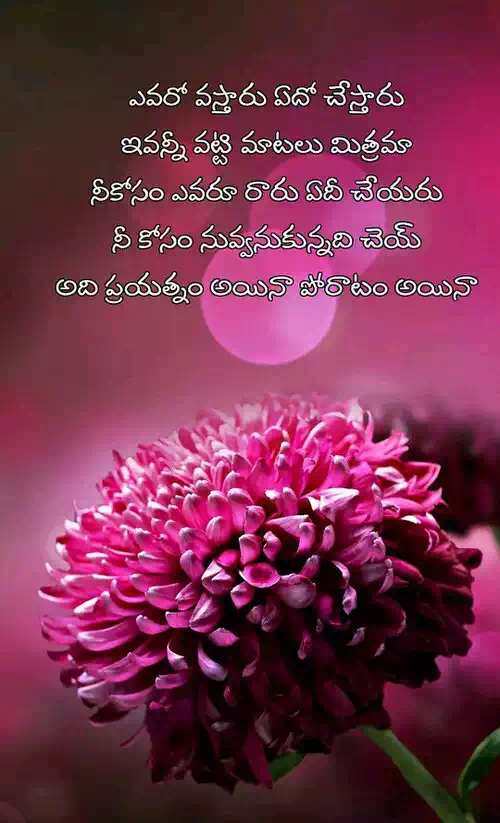 ఎవరో వస్తారు ఏదో చేస్తారు
ఇవన్నీ వట్టి మాటలు మిత్రమా
నీకోసం ఎవరూ రారు ఏదీ చేయరు
నీ కోసం నువ్వనుకున్నది చెయ్
అది ప్రయత్నం అయినా పోరాటం అయినా